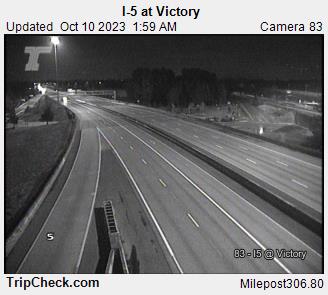 I-5 at Victory
Updated Oct 10 2023 1:59 AM Camera 83
S
83 - I5 @ Victory
TripCheck.com Milepost306.80